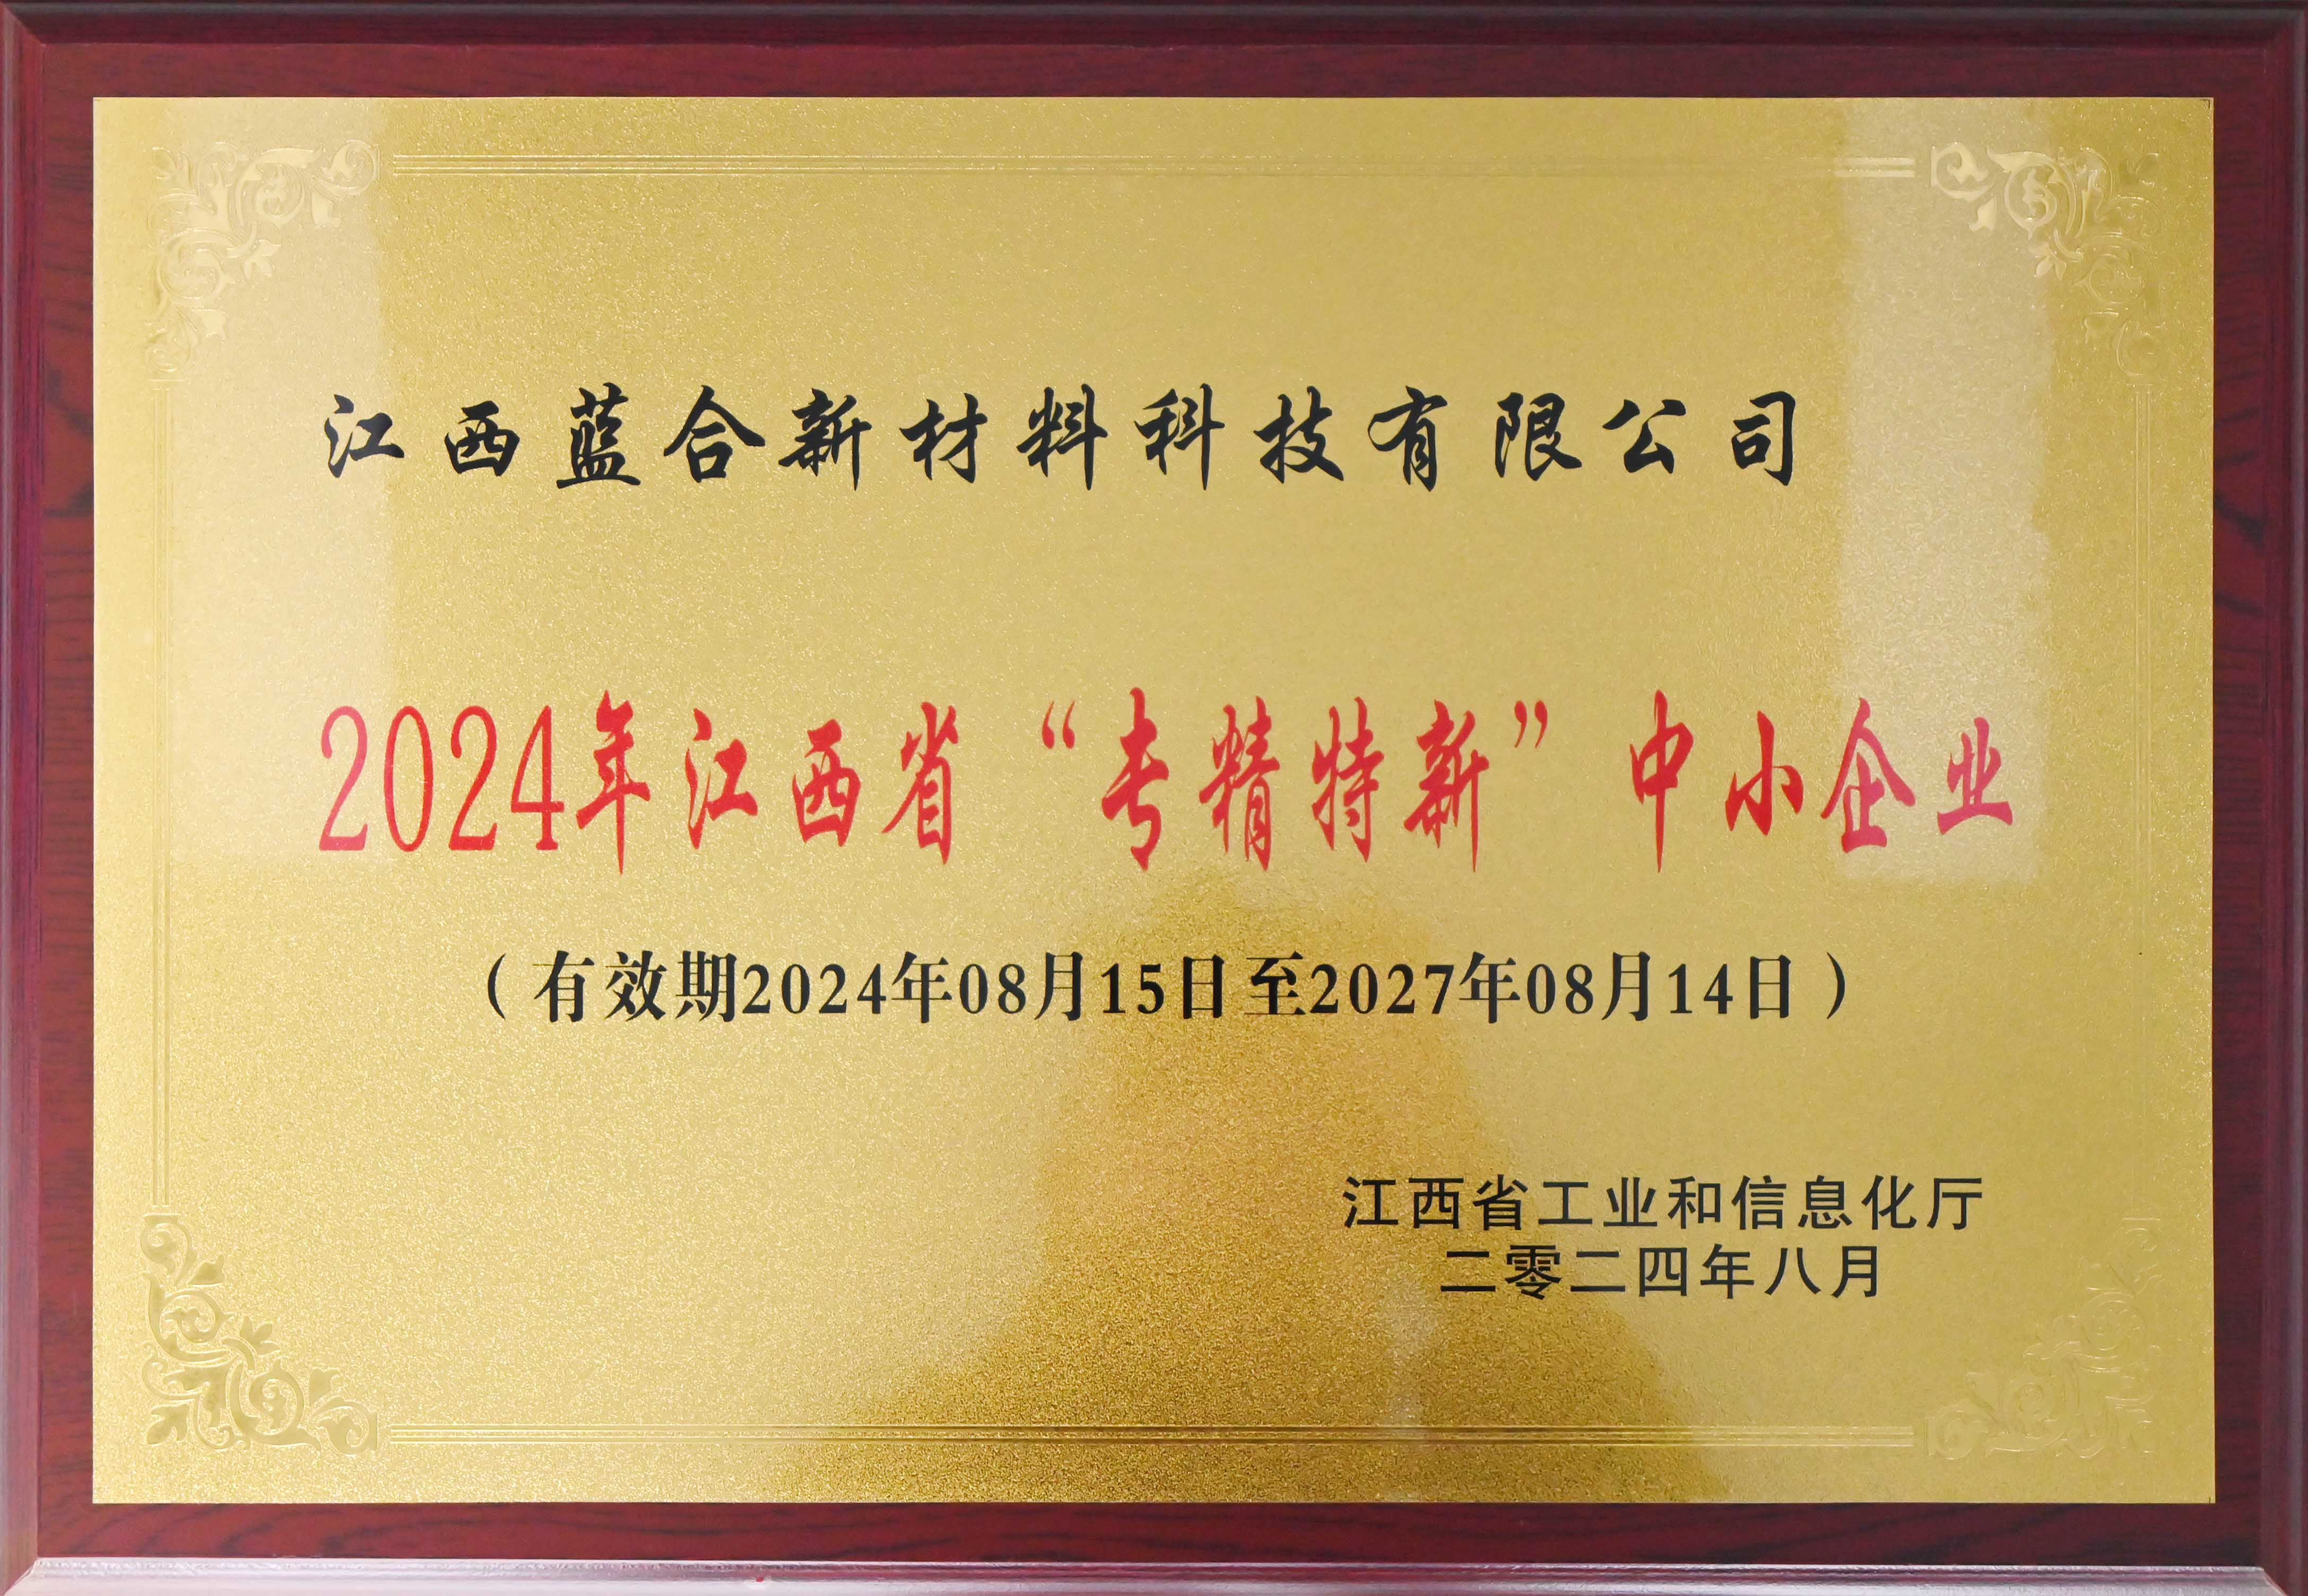 江西蓝合新材料科技有限公司
2024年江西省“专精特新”中小企业
（有效期2024年08月15日至2027年08月14日）
江西省工业和信息化厅
二零二四年八月